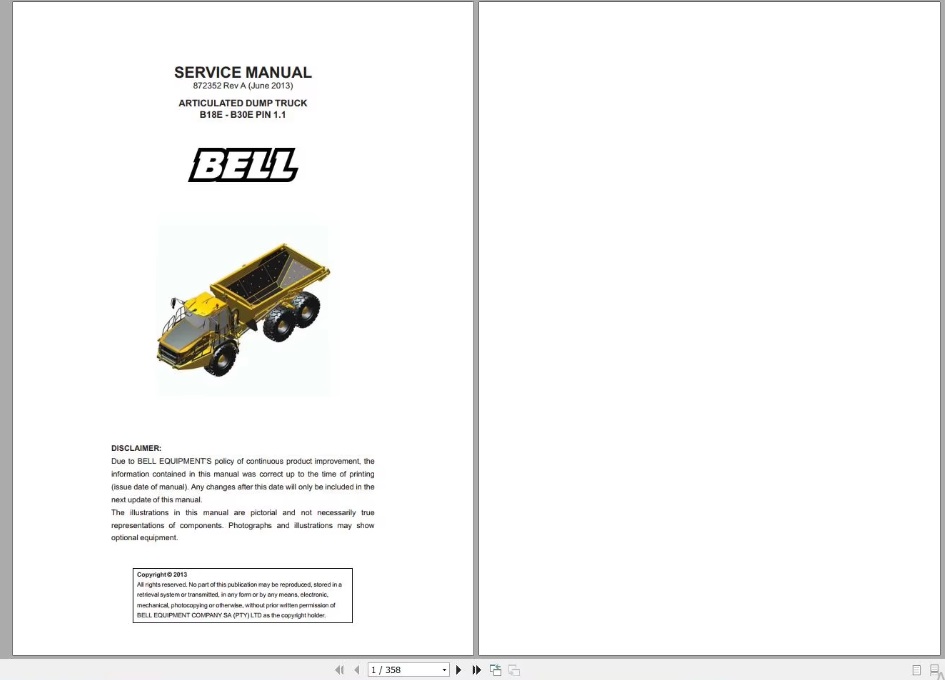 SERVICE MANUAL
872352 Rev A (June 2013)
ARTICULATED DUMP TRUCK
B18E - B30E PIN 1.1
BELL
DISCLAIMER:
Due to BELL EQUIPMENT'S policy of continuous product improvement, the
information contained in this manual was correct up to the time of printing
(issue date of manual). Any changes after this date will only be included in the
next update of this manual.
The illustrations in this manual are pictorial and not necessarily true
representations of components. Photographs and illustrations may show
optional equipment.
Copyright © 2013
All rights reserved. No part of this publication may be reproduced, stored in a
retrieval system or transmitted, in any form or by any means, electronic,
mechanical, photocopying or otherwise, without prior written permission of
BELL EQUIPMENT COMPANY SA (PTY) LTD as the copyright holder.
1 / 358